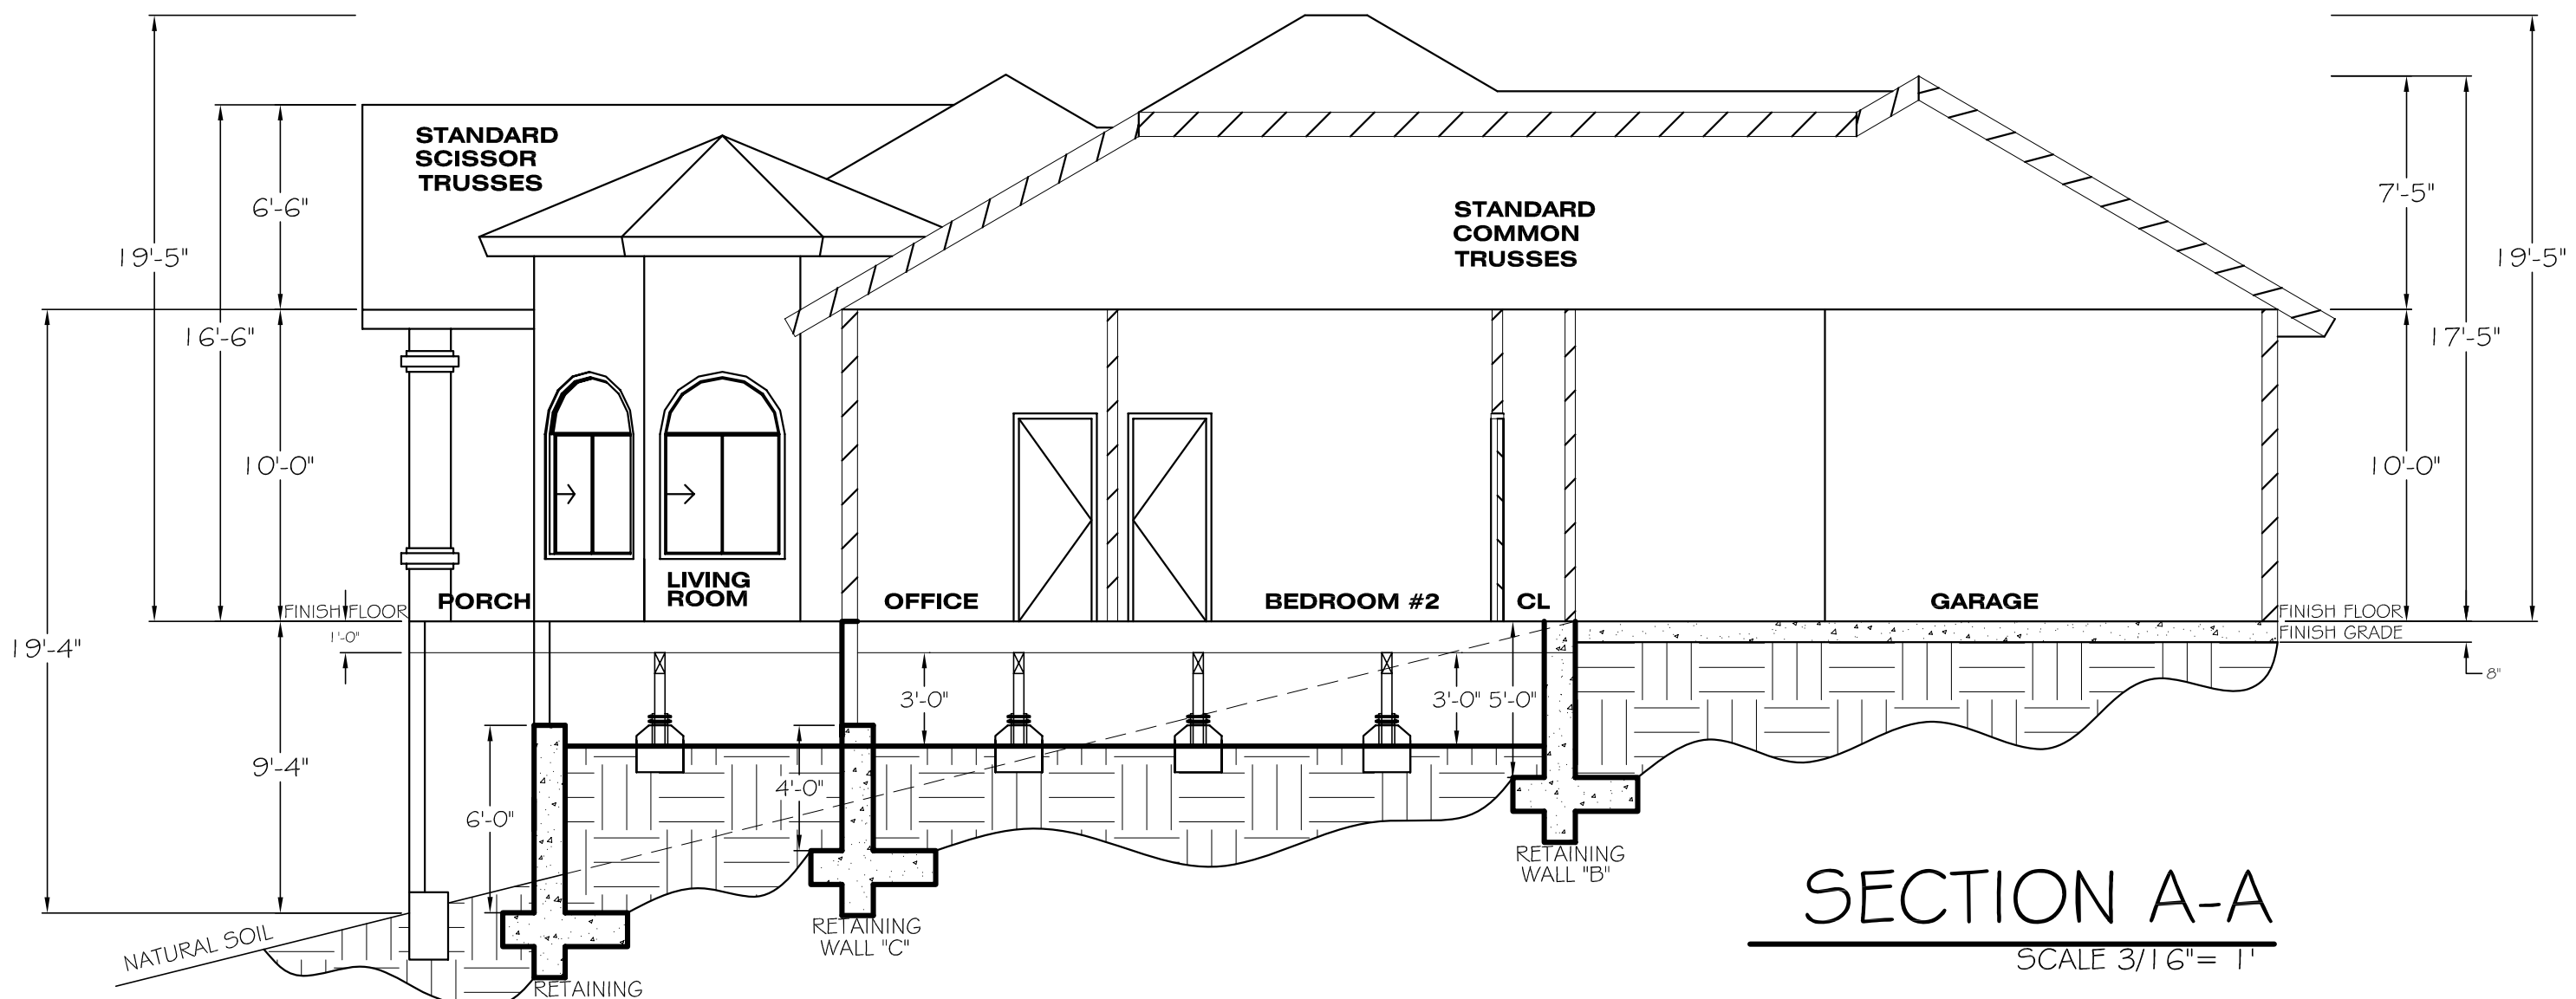 STANDARD
SCISSOR
TRUSSES
STANDARD
COMMON
TRUSSES
19'-5"
16'-6"
6'-6"
10'-0"
19'-4"
9'-4"
1'-0"
7'-5"
19'-5"
17'-5"
10'-0"
8"
FINISH FLOOR
PORCH
LIVING
ROOM
OFFICE
BEDROOM #2
CL
GARAGE
FINISH FLOOR
FINISH GRADE
3'-0"
3'-0"
5'-0"
4'-0"
6'-0"
NATURAL SOIL
RETAINING
RETAINING
WALL "C"
RETAINING
WALL "B"
SECTION A-A
SCALE 3/16"= 1'